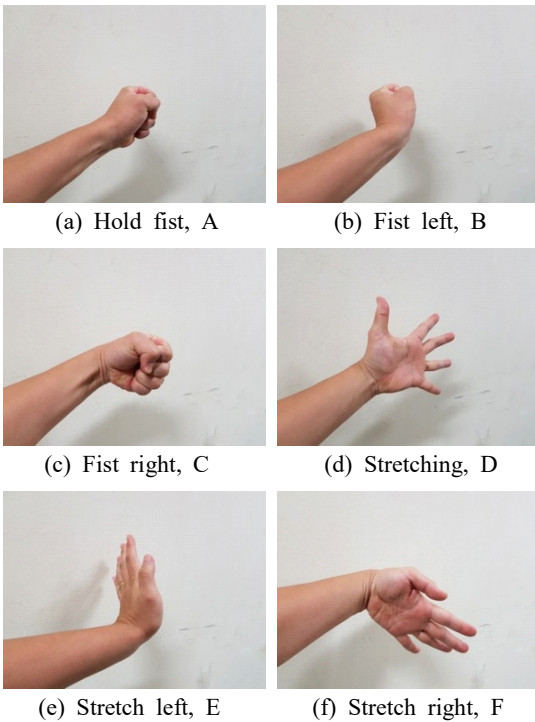 (a) Hold fist, A
(b) Fist left, B
(c) Fist right, C
(d) Stretching, D
(e) Stretch left, E
(f) Stretch right, F